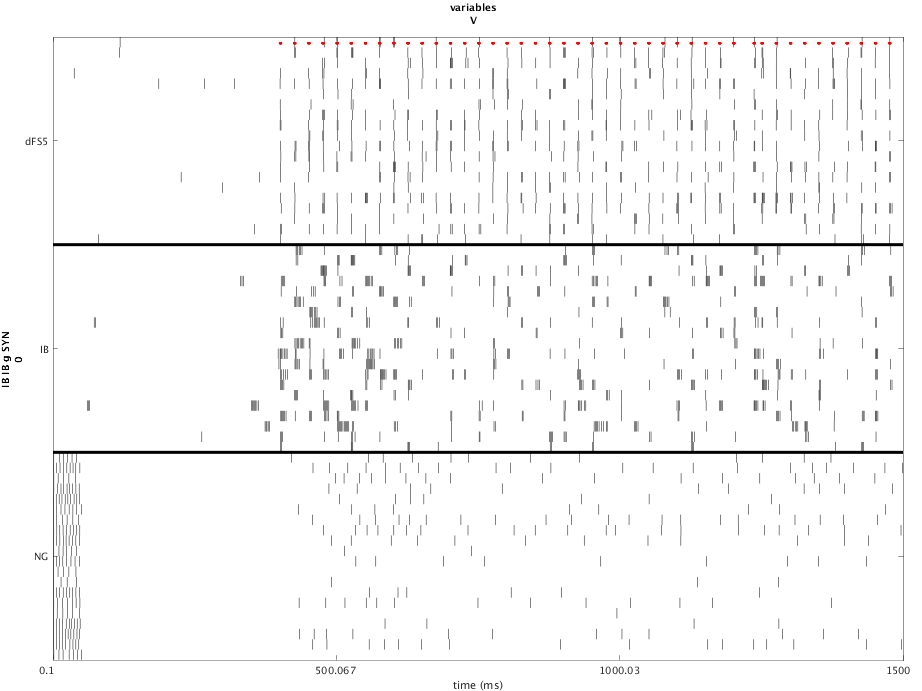 variables
V
dFS5
IB IB g SYN
0
IB
NG
0.1
500.067
1000.03
1500
time (ms)